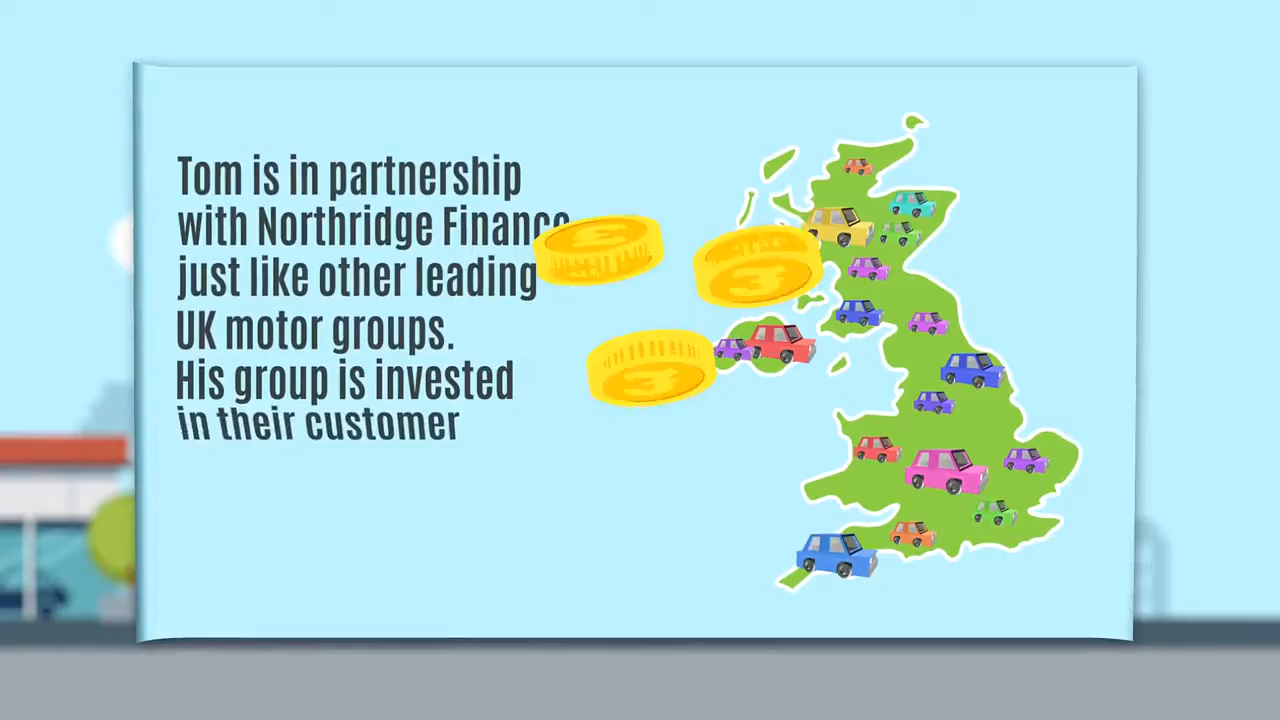 Tom is in partnership
with Northridge Finance
just like other leading
UK motor groups.
His group is invested
in their customer